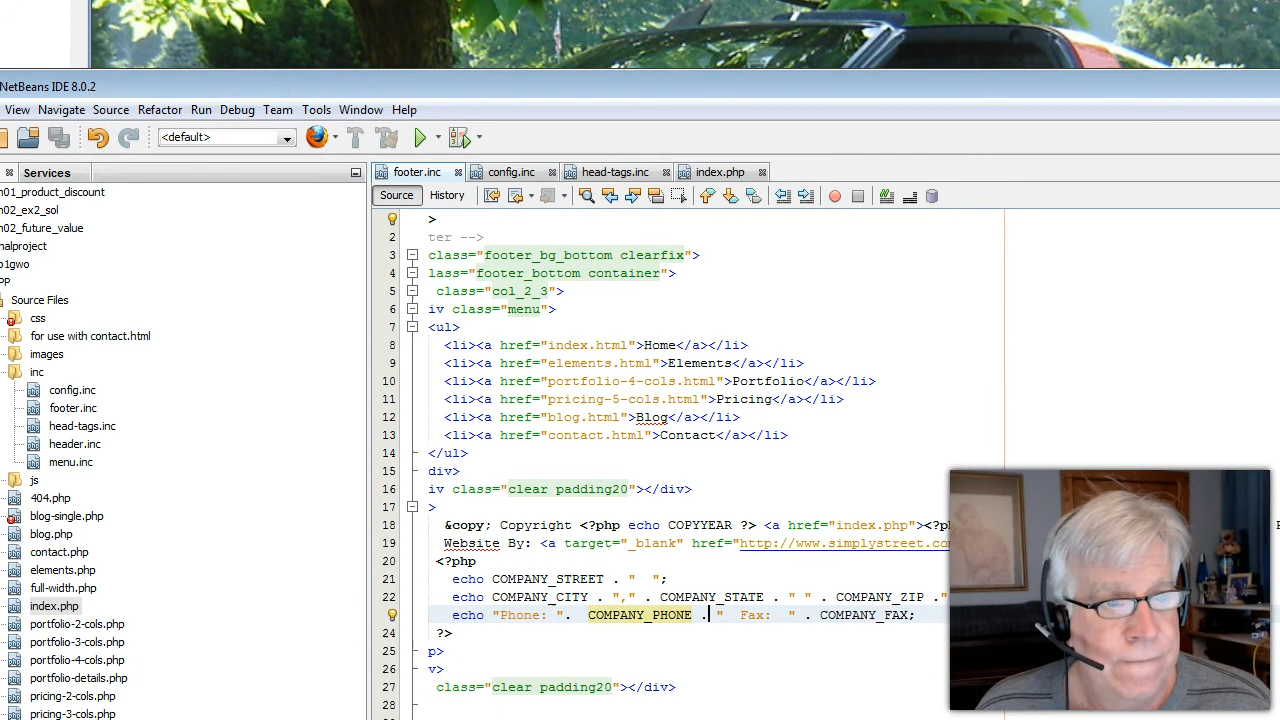 NetBeans IDE 8.0.2
View Navigate Source Refactor Run Debug Team Tools Window Help
<default>
Services
footer.inc config.inc head-tags.inc index.php
Source History
n01_product_discount
n02_ex2_sol
n02_future_value
nalproject
o1gwo
PP
Source Files
css
for use with contact.html
images
inc
config.inc
footer.inc
head-tags.inc
header.inc
menu.inc
js
404.php
blog-single.php
blog.php
contact.php
elements.php
full-width.php
index.php
portfolio-2-cols.php
portfolio-3-cols.php
portfolio-4-cols.php
portfolio-details.php
pricing-2-cols.php
pricing-3-cols.php
>
2 ter -->
3 class="footer_bg_bottom clearfix">
4 lass="footer_bottom container">
5 class="col_2_3">
6 iv class="menu">
7 <ul>
8 <li><a href="index.html">Home</a></li>
9 <li><a href="elements.html">Elements</a></li>
10 <li><a href="portfolio-4-cols.html">Portfolio</a></li>
11 <li><a href="pricing-5-cols.html">Pricing</a></li>
12 <li><a href="blog.html">Blog</a></li>
13 <li><a href="contact.html">Contact</a></li>
14 </ul>
15 div>
16 iv class="clear padding20"></div>
17 >
18 &copy; Copyright <?php echo COPYYEAR ?> <a href="index.php"><?p
19 Website By: <a target="_blank" href="http://www.simplystreet.co
20 <?php
21 echo COMPANY_STREET . "  ";
22 echo COMPANY_CITY . "," . COMPANY_STATE . " " . COMPANY_ZIP ."
echo "Phone: ".  COMPANY_PHONE . "  Fax:  " . COMPANY_FAX;
24 ?>
25 p>
26 v>
27 class="clear padding20"></div>
28